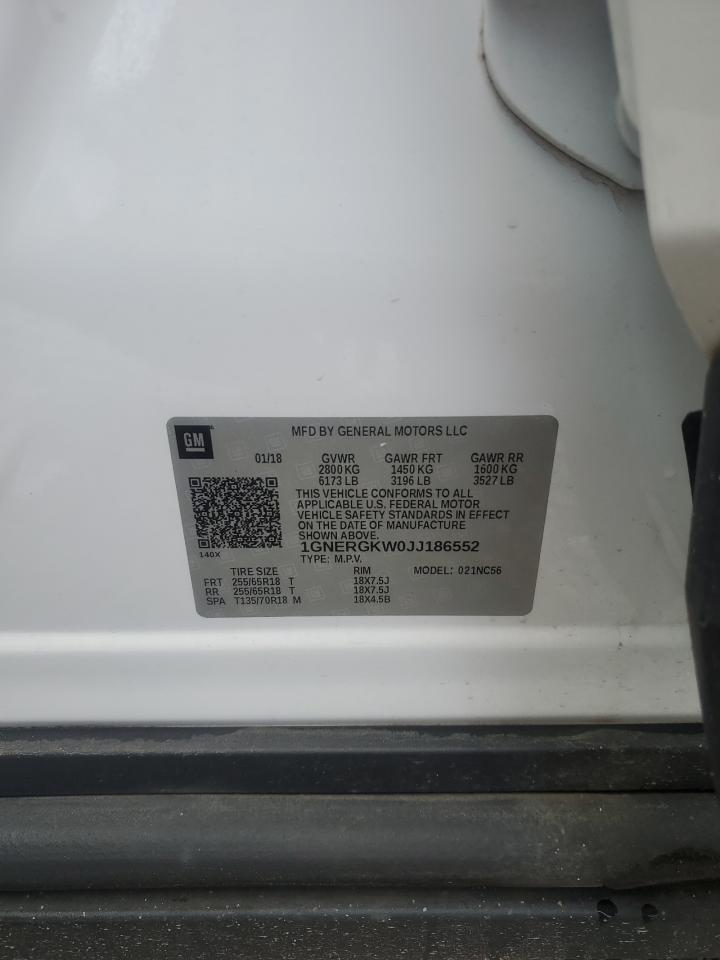 GM
MFD BY GENERAL MOTORS LLC
01/18 GVWR GAWR FRT GAWR RR
2800 KG 1450 KG 1600 KG
6173 LB 3196 LB 3527 LB
THIS VEHICLE CONFORMS TO ALL
APPLICABLE U.S. FEDERAL MOTOR
VEHICLE SAFETY STANDARDS IN EFFECT
ON THE DATE OF MANUFACTURE
SHOWN ABOVE.
1GNERGKW0JJ186552
140X
TYPE: M.P.V.
TIRE SIZE RIM MODEL: 021NC56
FRT 255/65R18 T 18X7.5J
RR 255/65R18 T 18X7.5J
SPA T135/70R18 M 18X4.5B